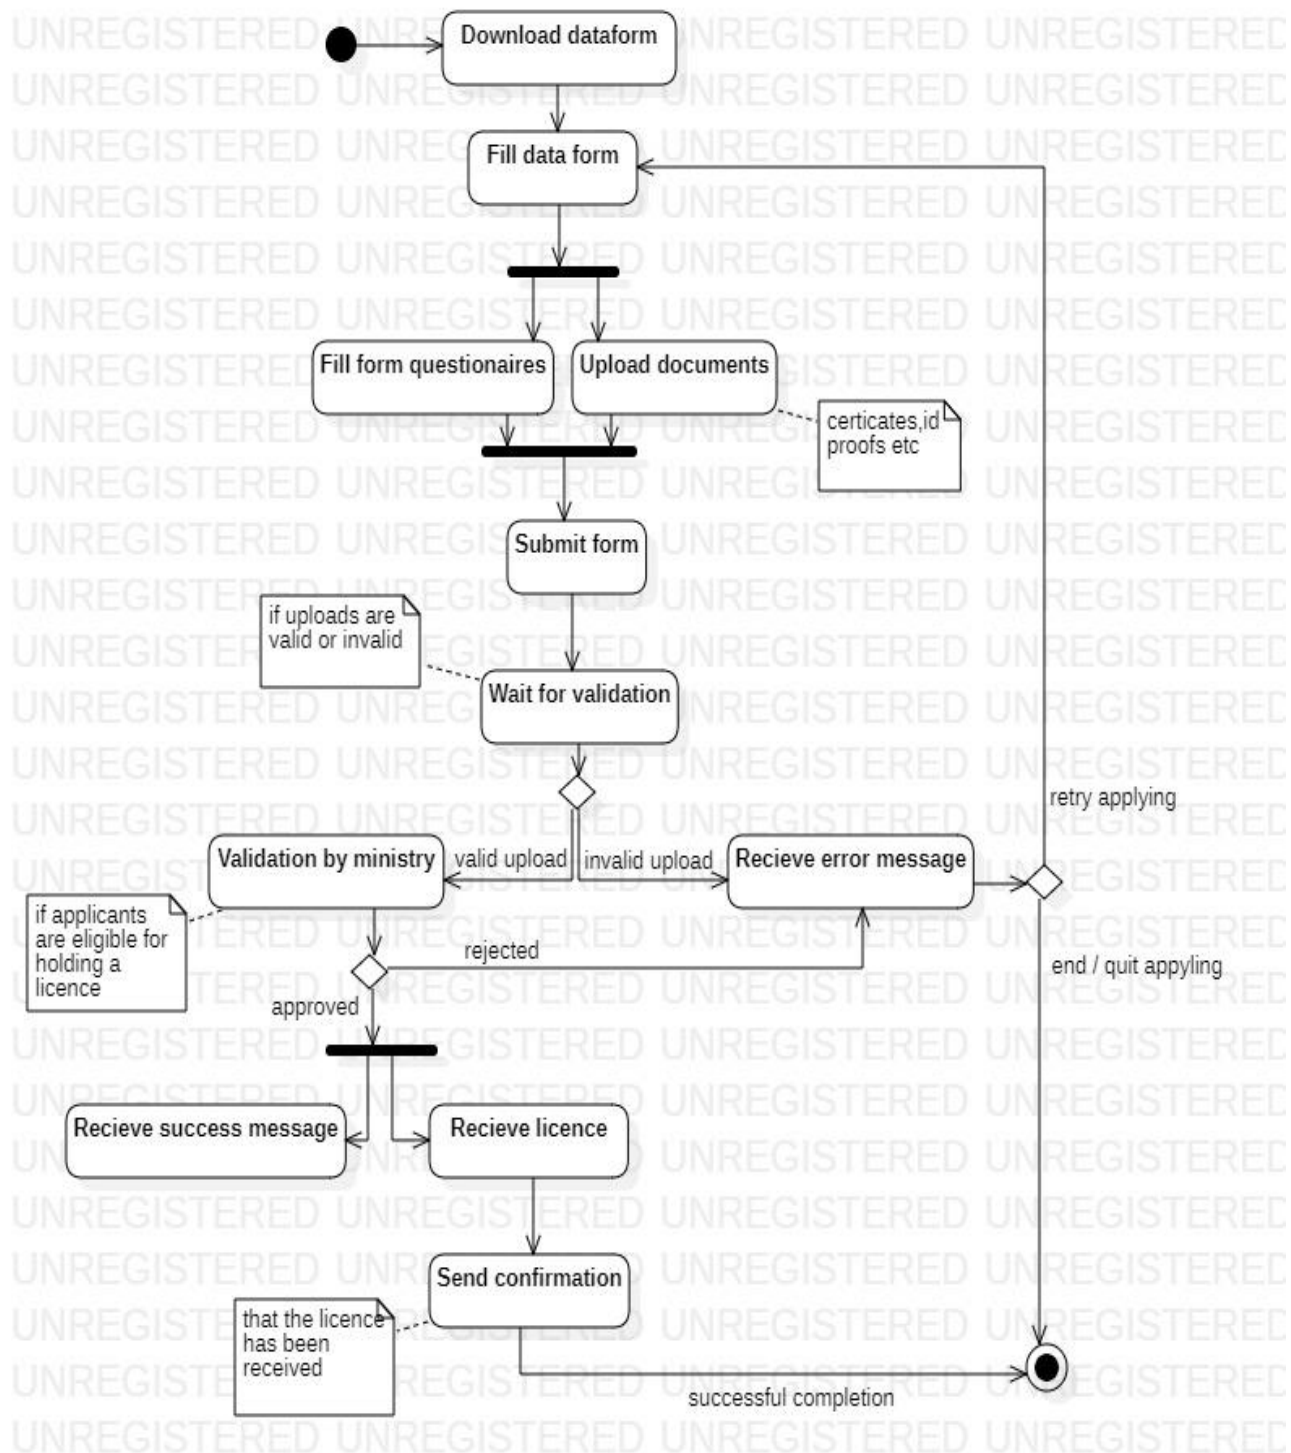 Download dataform
Fill data form
Fill form questionaires
Upload documents
certicates,id
proofs etc
Submit form
if uploads are
valid or invalid
Wait for validation
retry applying
Validation by ministry
valid upload
invalid upload
Recieve error message
if applicants
are eligible for
holding a
licence
rejected
end / quit appyling
approved
Recieve success message
Recieve licence
Send confirmation
that the licence
has been
received
successful completion
UNREGISTERED